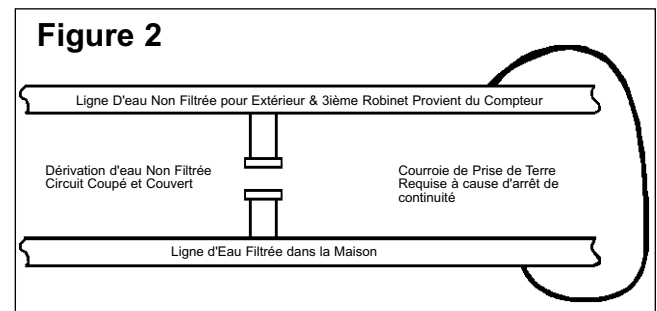 Figure 2
Ligne D'eau Non Filtrée pour Extérieur & 3ième Robinet Provient du Compteur
Dérivation d'eau Non Filtrée
Circuit Coupé et Couvert
Courroie de Prise de Terre
Requise à cause d'arrêt de
continuité
Ligne d'Eau Filtrée dans la Maison